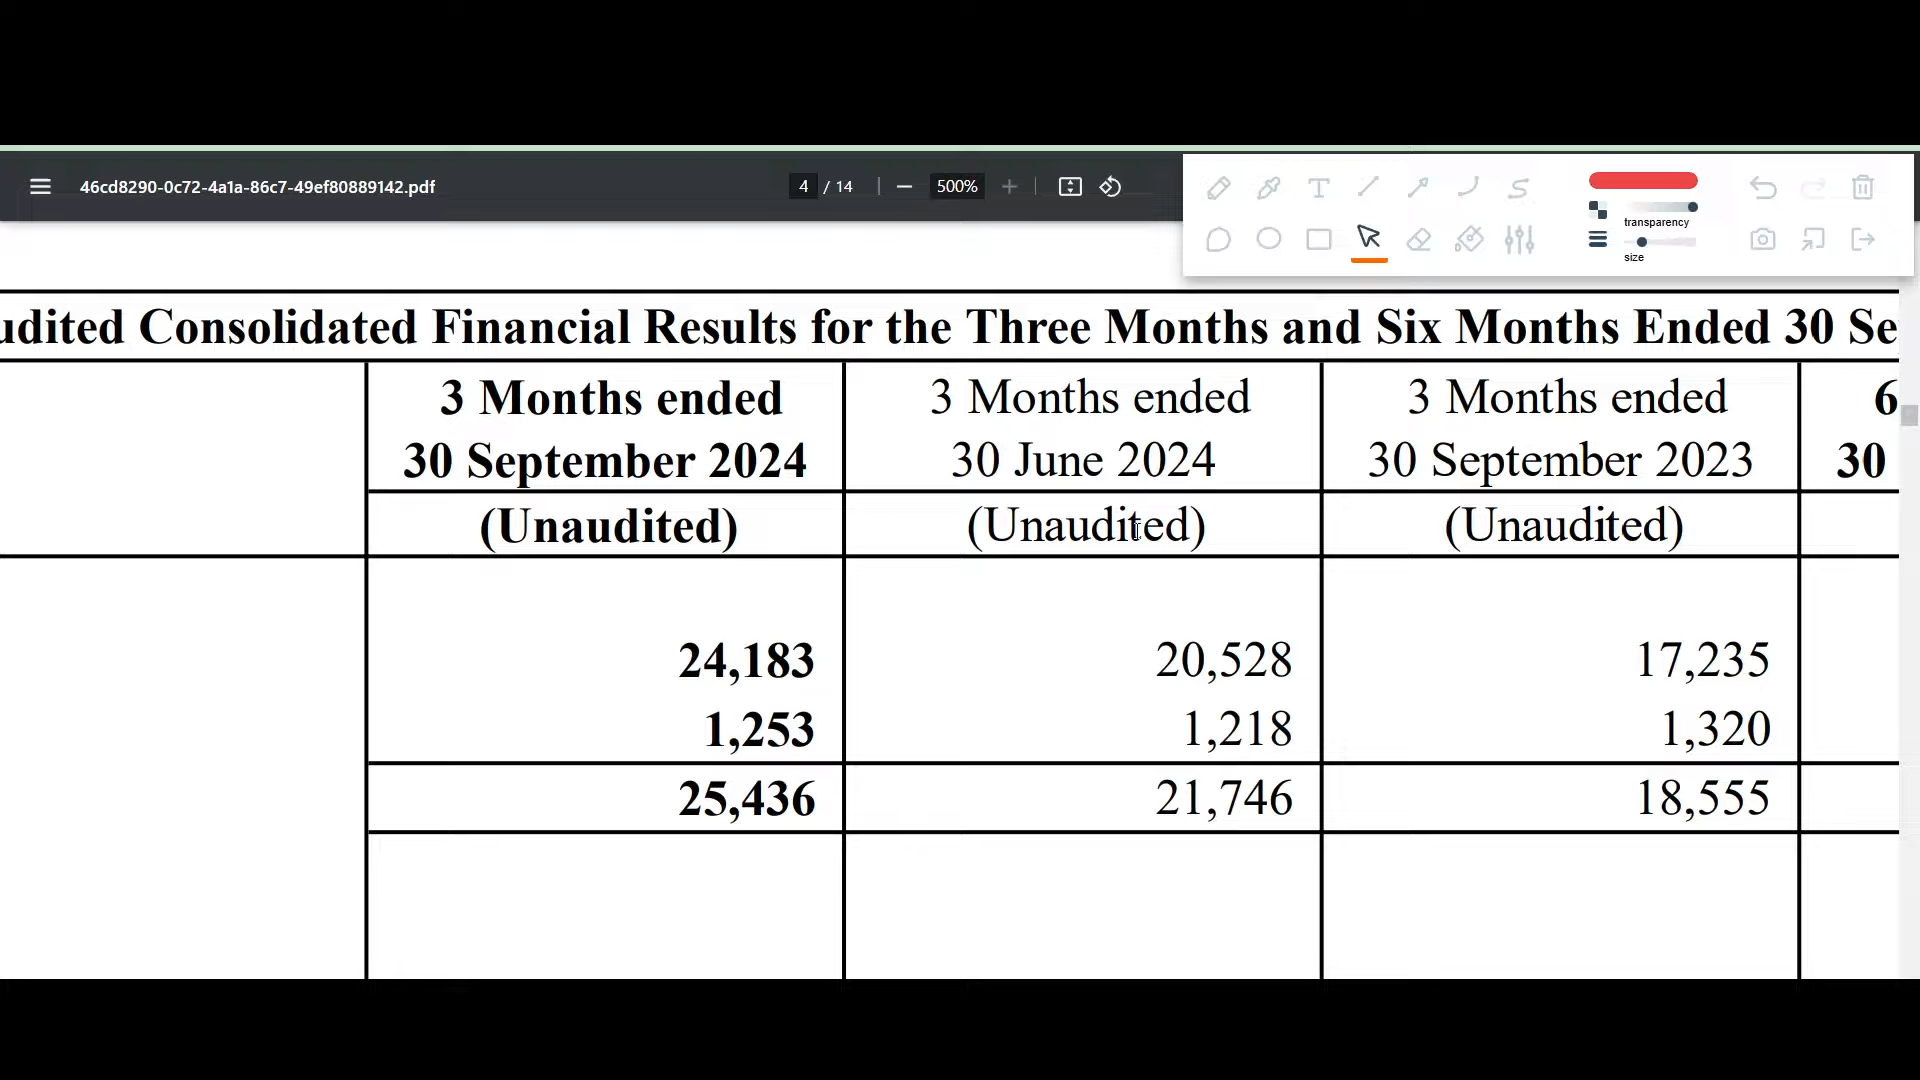 46cd8290-0c72-4a1a-86c7-49ef80889142.pdf
4 / 14
500%
transparency
size
udited Consolidated Financial Results for the Three Months and Six Months Ended 30 Se
3 Months ended 3 Months ended 3 Months ended 6
30 September 2024 30 June 2024 30 September 2023 30
(Unaudited) (Unaudited) (Unaudited)
24,183 20,528 17,235
1,253 1,218 1,320
25,436 21,746 18,555